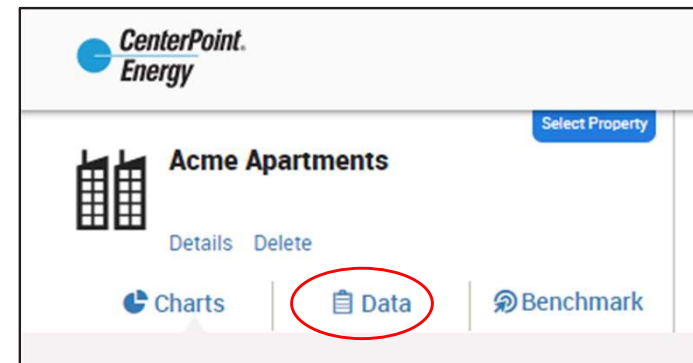 CenterPoint.
Energy
Select Property
Acme Apartments
Details Delete
Charts Data Benchmark